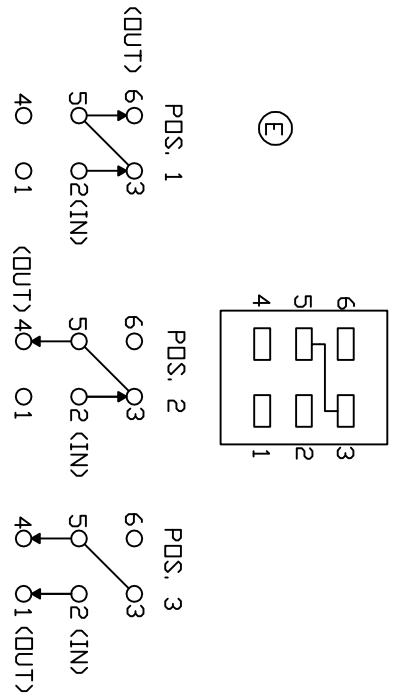 6 3
5 2
E
4 1
POS. 1 POS. 2 POS. 3
(OUT) 6 3 6 3 6 3
5 2(IN) 5 2 (IN) 5 2 (IN)
4 1 (OUT) 4 1 4 1 (OUT)